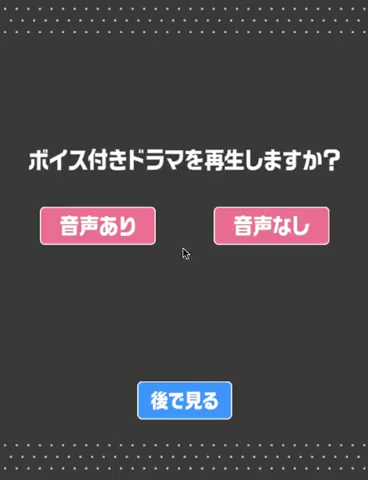 ボイス付きドラマを再生しますか?
音声あり
音声なし
後で見る